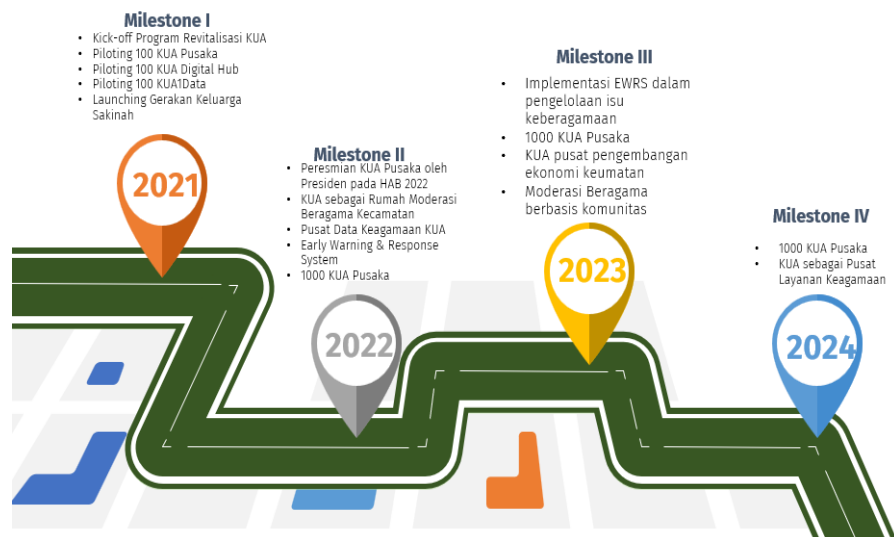 Milestone I
• Kick-off Program Revitalisasi KUA
• Piloting 100 KUA Pusaka
• Piloting 100 KUA Digital Hub
• Piloting 100 KUA1Data
• Launching Gerakan Keluarga
Sakinah
2021
Milestone II
• Peresmian KUA Pusaka oleh
Presiden pada HAB 2022
• KUA sebagai Rumah Moderasi
Beragama Kecamatan
• Pusat Data Keagamaan KUA
• Early Warning & Response
System
• 1000 KUA Pusaka
2022
Milestone III
• Implementasi EWRS dalam
pengelolaan isu
keberagamaan
• 1000 KUA Pusaka
• KUA pusat pengembangan
ekonomi keumatan
• Moderasi Beragama
berbasis komunitas
2023
Milestone IV
• 1000 KUA Pusaka
• KUA sebagai Pusat
Layanan Keagamaan
2024